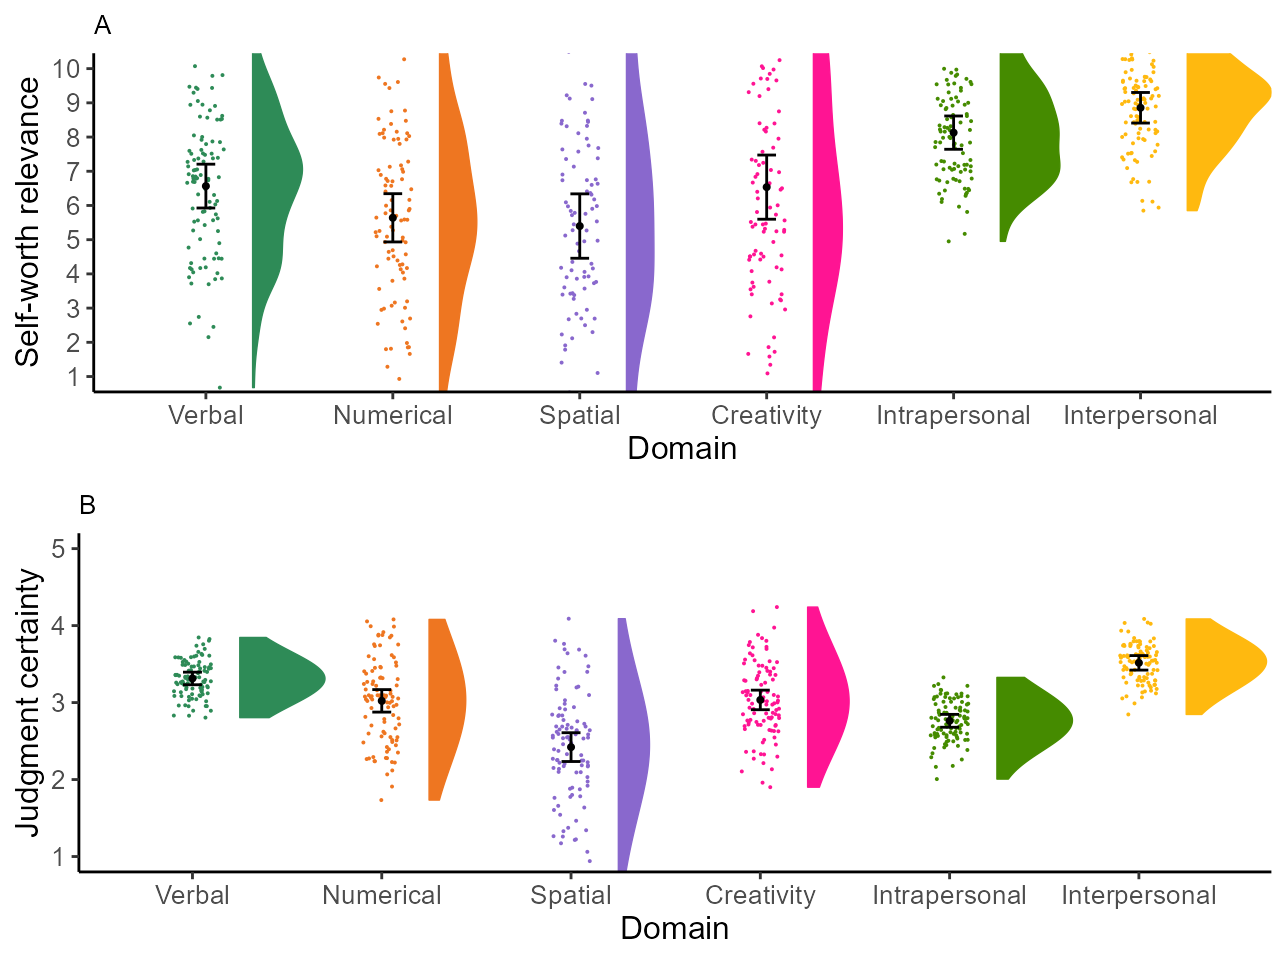 A
Self-worth relevance
10
9
8
7
6
5
4
3
2
1
Verbal Numerical Spatial Creativity Intrapersonal Interpersonal
Domain
B
Judgment certainty
5
4
3
2
1
Verbal Numerical Spatial Creativity Intrapersonal Interpersonal
Domain